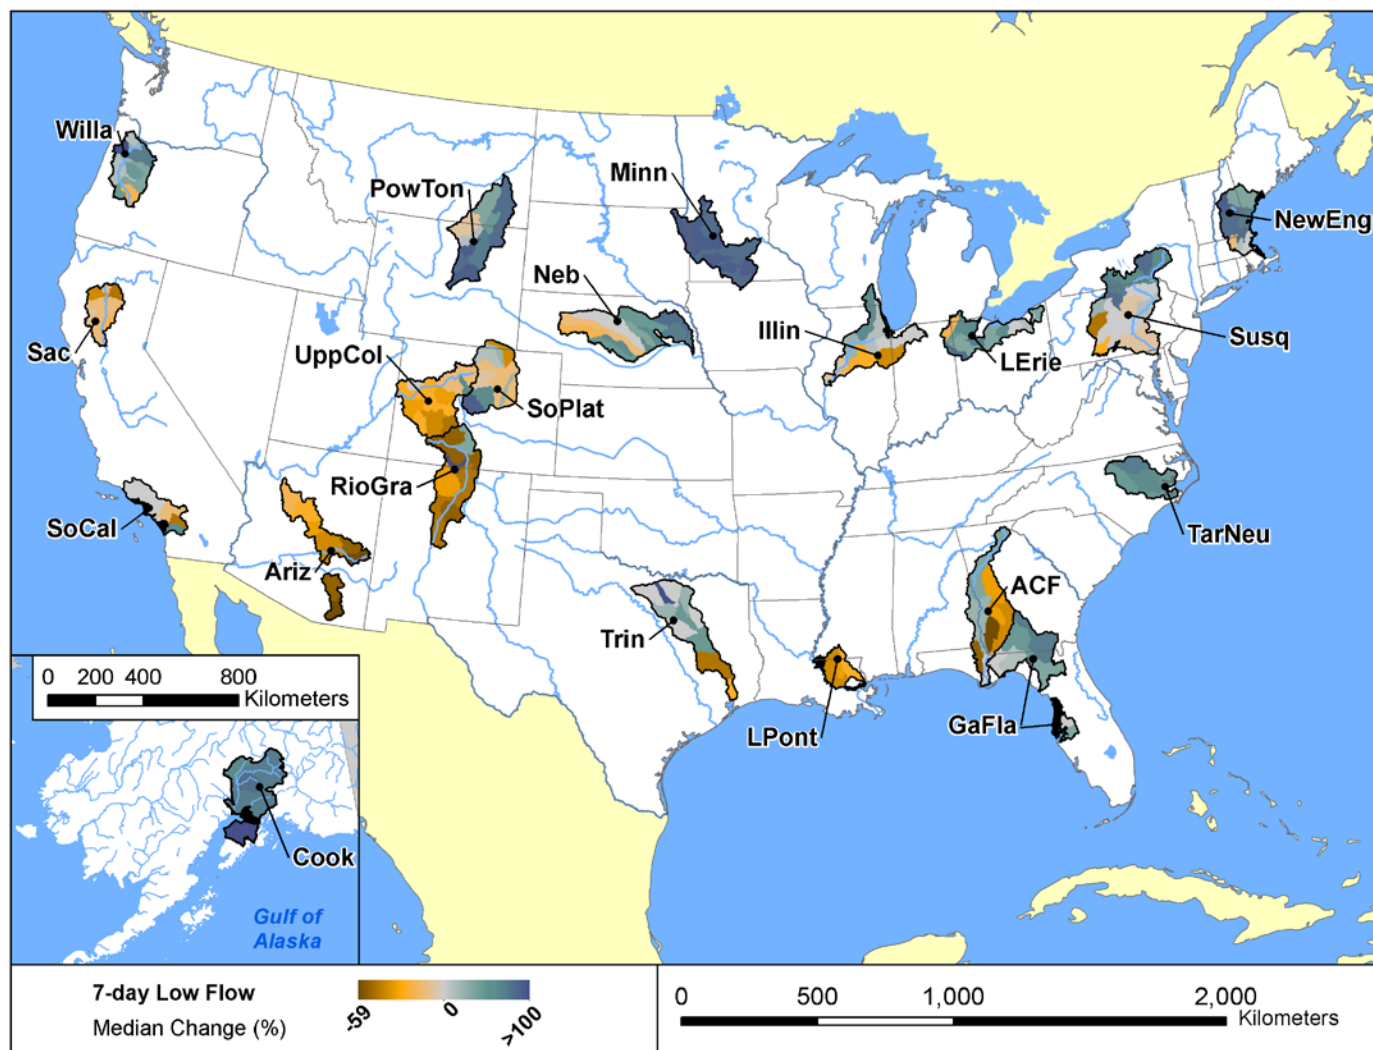 Willa
PowTon
Minn
NewEng
Neb
Illin
Susq
Sac
UppCol
LErie
SoPlat
RioGra
SoCal
TarNeu
Ariz
ACF
Trin
0 200 400 800
Kilometers
GaFla
LPont
Cook
Gulf of
Alaska
7-day Low Flow
Median Change (%)
-59
0
>100
0 500 1,000 2,000
Kilometers